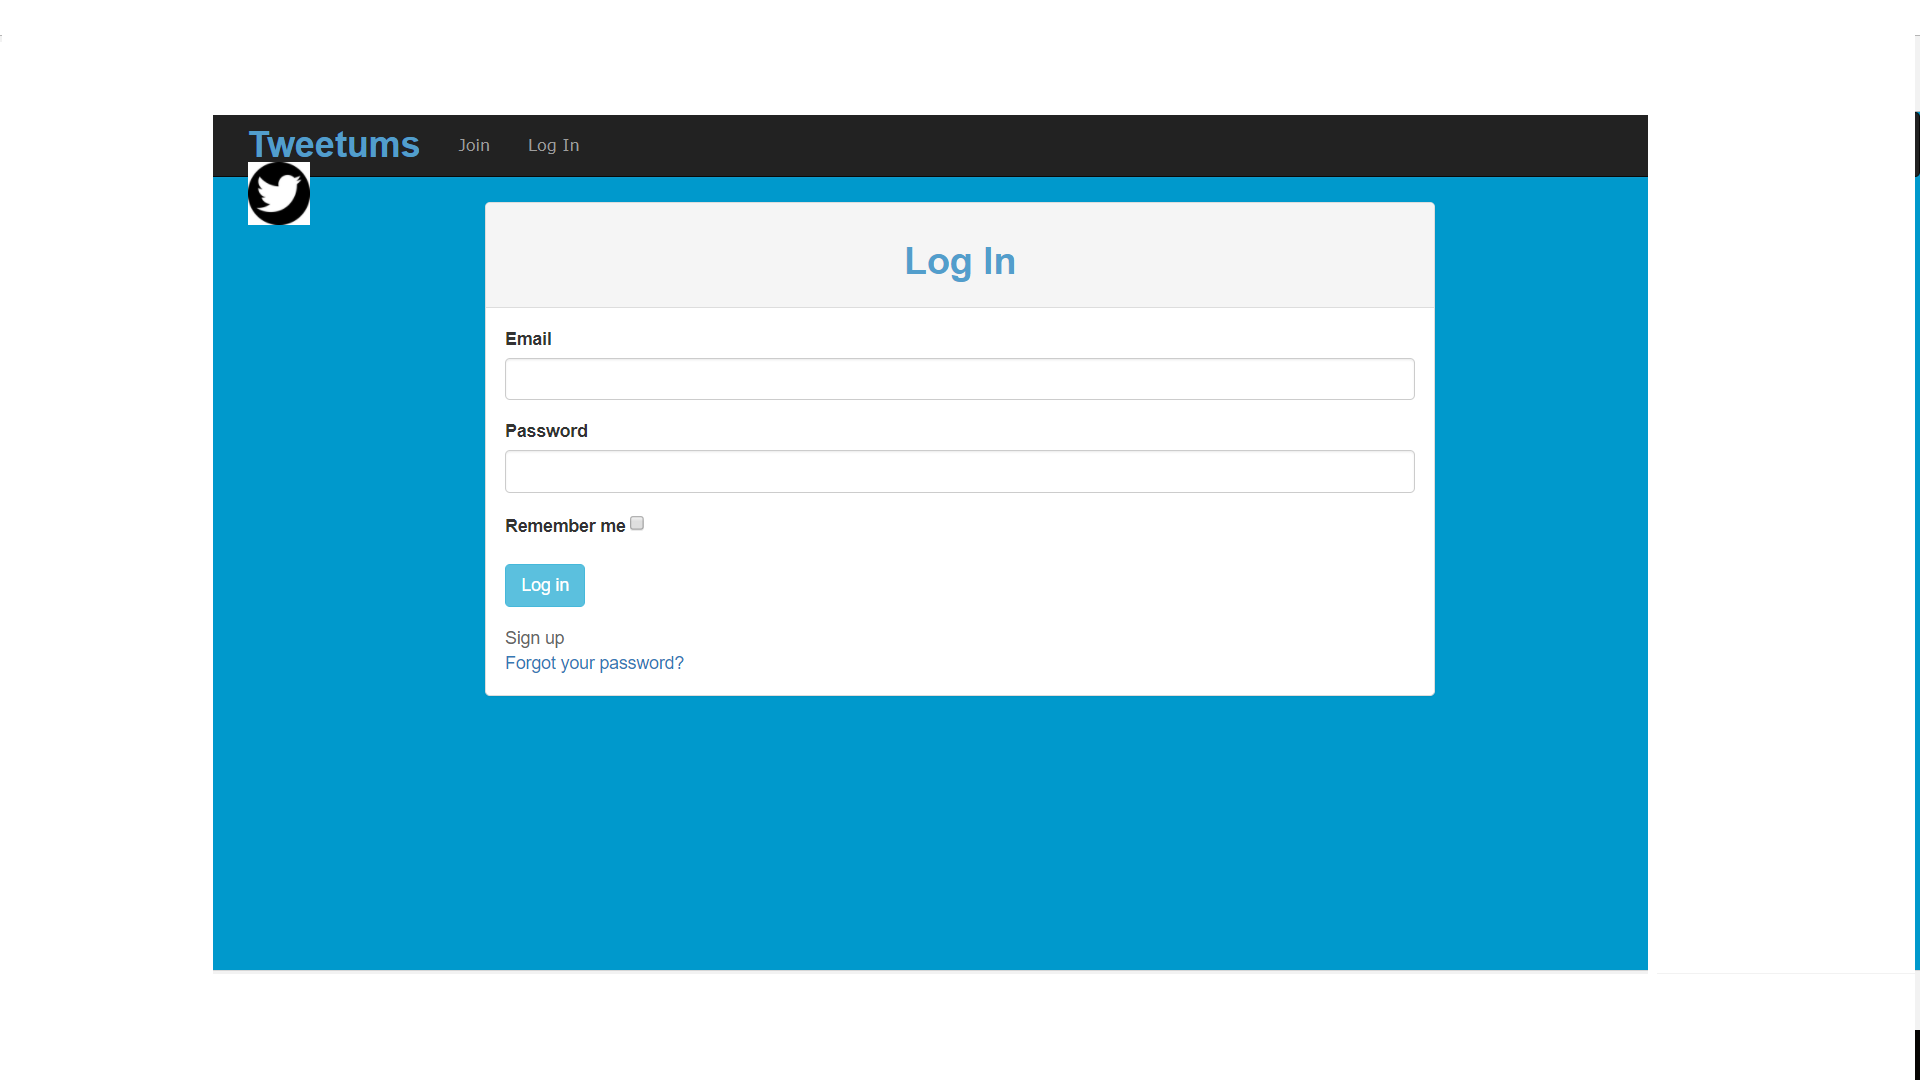 Tweetums Join Log In
Log In
Email
Password
Remember me
Log in
Sign up
Forgot your password?